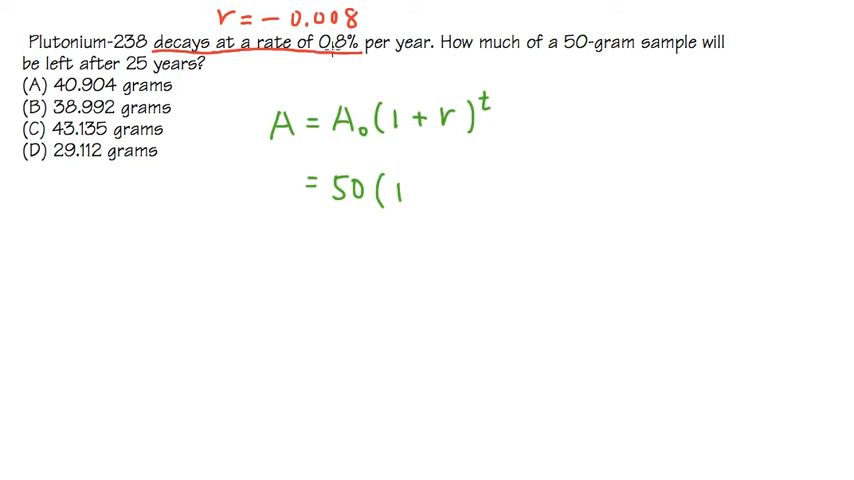 r = - 0.008
Plutonium-238 decays at a rate of 0.8% per year. How much of a 50-gram sample will
be left after 25 years?
(A) 40.904 grams
(B) 38.992 grams
(C) 43.135 grams
(D) 29.112 grams
A = A₀ (1 + r)ᵗ
= 50 ( 1